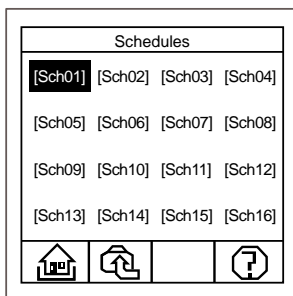 Schedules
[Sch01] [Sch02] [Sch03] [Sch04]
[Sch05] [Sch06] [Sch07] [Sch08]
[Sch09] [Sch10] [Sch11] [Sch12]
[Sch13] [Sch14] [Sch15] [Sch16]
?